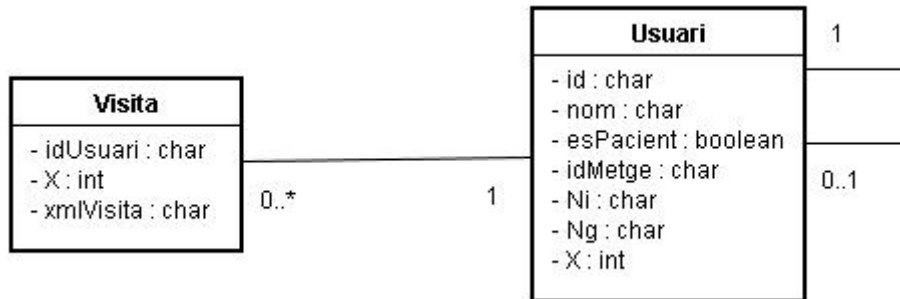 Visita
- idUsuari : char
- X : int
- xmlVisita : char
0..*
1
Usuari
- id : char
- nom : char
- esPacient : boolean
- idMetge : char
- Ni : char
- Ng : char
- X : int
1
0..1